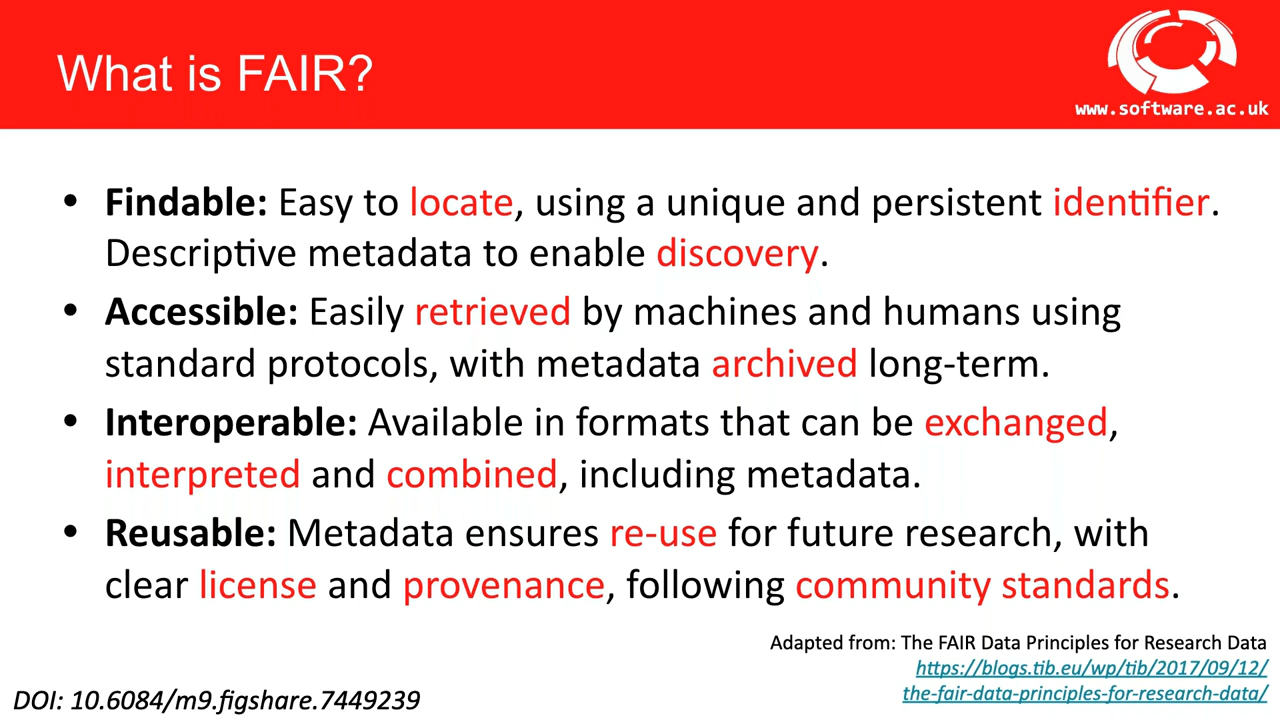 What is FAIR?
www.software.ac.uk
• Findable: Easy to locate, using a unique and persistent identifier.
Descriptive metadata to enable discovery.
• Accessible: Easily retrieved by machines and humans using
standard protocols, with metadata archived long-term.
• Interoperable: Available in formats that can be exchanged,
interpreted and combined, including metadata.
• Reusable: Metadata ensures re-use for future research, with
clear license and provenance, following community standards.
Adapted from: The FAIR Data Principles for Research Data
https://blogs.tib.eu/wp/tib/2017/09/12/
the-fair-data-principles-for-research-data/
DOI: 10.6084/m9.figshare.7449239